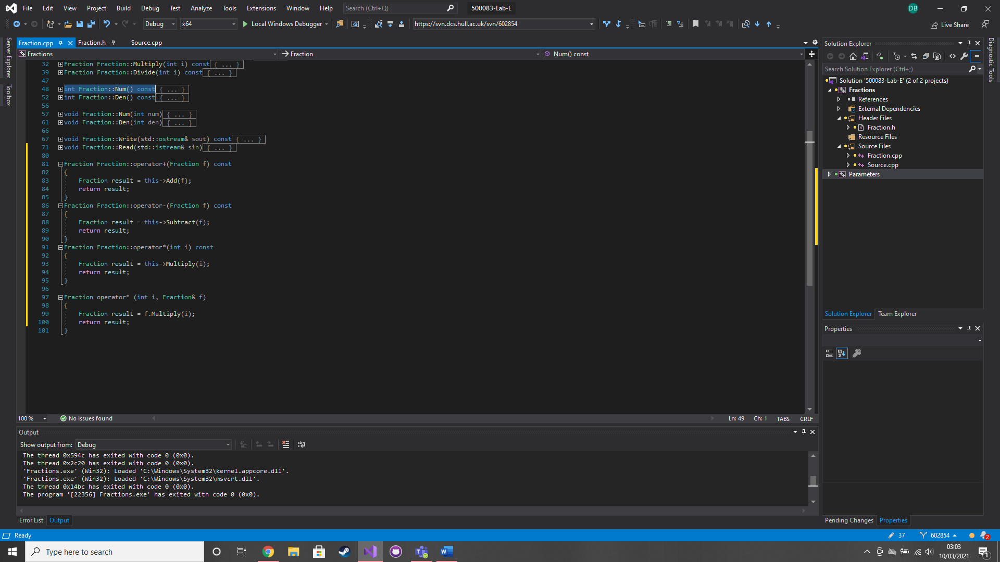 File Edit View Project Build Debug Test Analyze Tools Extensions Window Help Search (Ctrl+Q) 500083-Lab-E DB
Debug x64 Local Windows Debugger https://svn.dcs.hull.ac.uk/svn/602854 Live Share
Server Explorer
Toolbox
Fraction.cpp Fraction.h Source.cpp
Fractions Fraction Num() const
32 Fraction Fraction::Multiply(int i) const{ ... }
39 Fraction Fraction::Divide(int i) const{ ... }
47
48 int Fraction::Num() const{ ... }
52 int Fraction::Den() const{ ... }
56
57 void Fraction::Num(int num){ ... }
61 void Fraction::Den(int den){ ... }
66
67 void Fraction::Write(std::ostream& sout) const{ ... }
71 void Fraction::Read(std::istream& sin){ ... }
80
81 Fraction Fraction::operator+(Fraction f) const
82 {
83 Fraction result = this->Add(f);
84 return result;
85 }
86 Fraction Fraction::operator-(Fraction f) const
87 {
88 Fraction result = this->Subtract(f);
89 return result;
90 }
91 Fraction Fraction::operator*(int i) const
92 {
93 Fraction result = this->Multiply(i);
94 return result;
95 }
96
97 Fraction operator* (int i, Fraction& f)
98 {
99 Fraction result = f.Multiply(i);
100 return result;
101 }
100 % No issues found Ln: 49 Ch: 1 TABS CRLF
Output
Show output from: Debug
The thread 0x594c has exited with code 0 (0x0).
The thread 0x2c20 has exited with code 0 (0x0).
'Fractions.exe' (Win32): Loaded 'C:\Windows\System32\kernel.appcore.dll'.
'Fractions.exe' (Win32): Loaded 'C:\Windows\System32\msvcrt.dll'.
The thread 0x14bc has exited with code 0 (0x0).
The program '[22356] Fractions.exe' has exited with code 0 (0x0).
Error List Output
Solution Explorer
Search Solution Explorer (Ctrl+;)
Solution '500083-Lab-E' (2 of 2 projects)
Fractions
References
External Dependencies
Header Files
Fraction.h
Resource Files
Source Files
Fraction.cpp
Source.cpp
Parameters
Solution Explorer Team Explorer
Properties
Pending Changes Properties
Diagnostic Tools
Ready 37 602854 2
Type here to search
03:03
10/03/2021
1